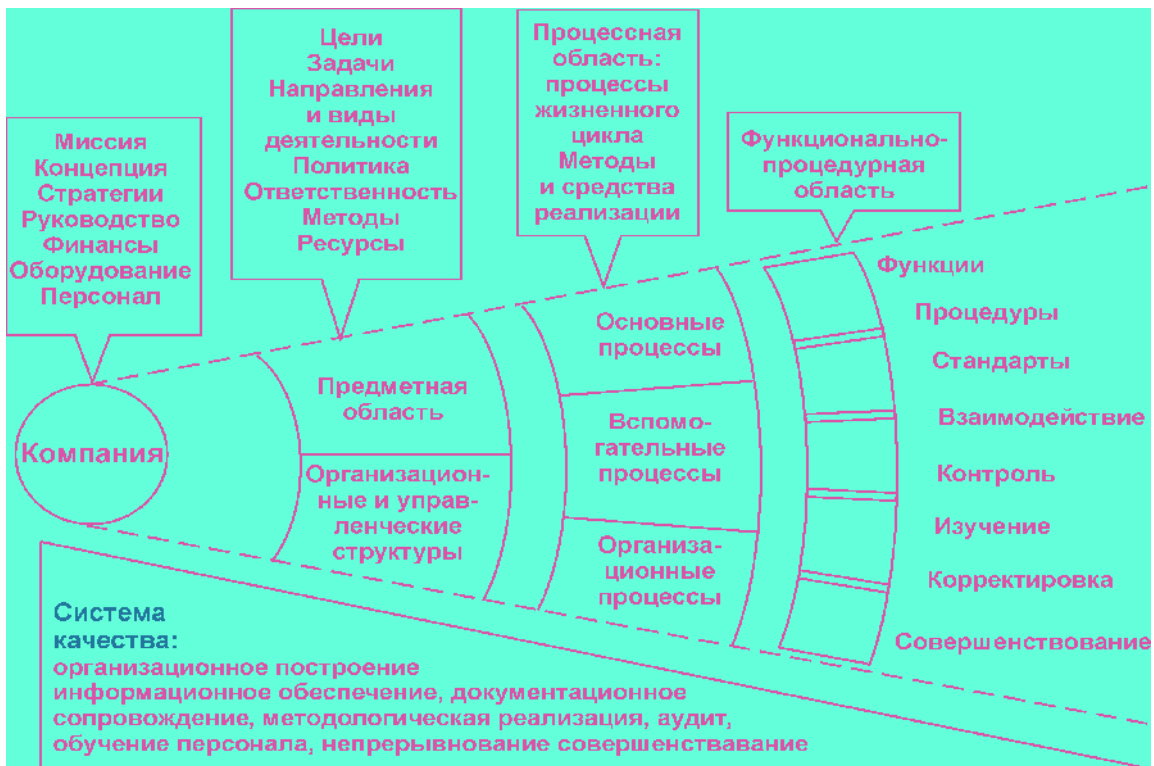 Миссия
Концепция
Стратегии
Руководство
Финансы
Оборудование
Персонал
Цели
Задачи
Направления
и виды
деятельности
Политика
Ответственность
Методы
Ресурсы
Процессная
область:
процессы
жизненного
цикла
Методы
и средства
реализации
Функционально-
процедурная
область
Компания
Предметная
область
Организацион-
ные и управ-
ленческие
структуры
Основные
процессы
Вспомо-
гательные
процессы
Организа-
ционные
процессы
Функции
Процедуры
Стандарты
Взаимодействие
Контроль
Изучение
Корректировка
Совершенствование
Система
качества:
организационное построение
информационное обеспечение, документационное
сопровождение, методологическая реализация, аудит,
обучение персонала, непрерывнование совершенствавание